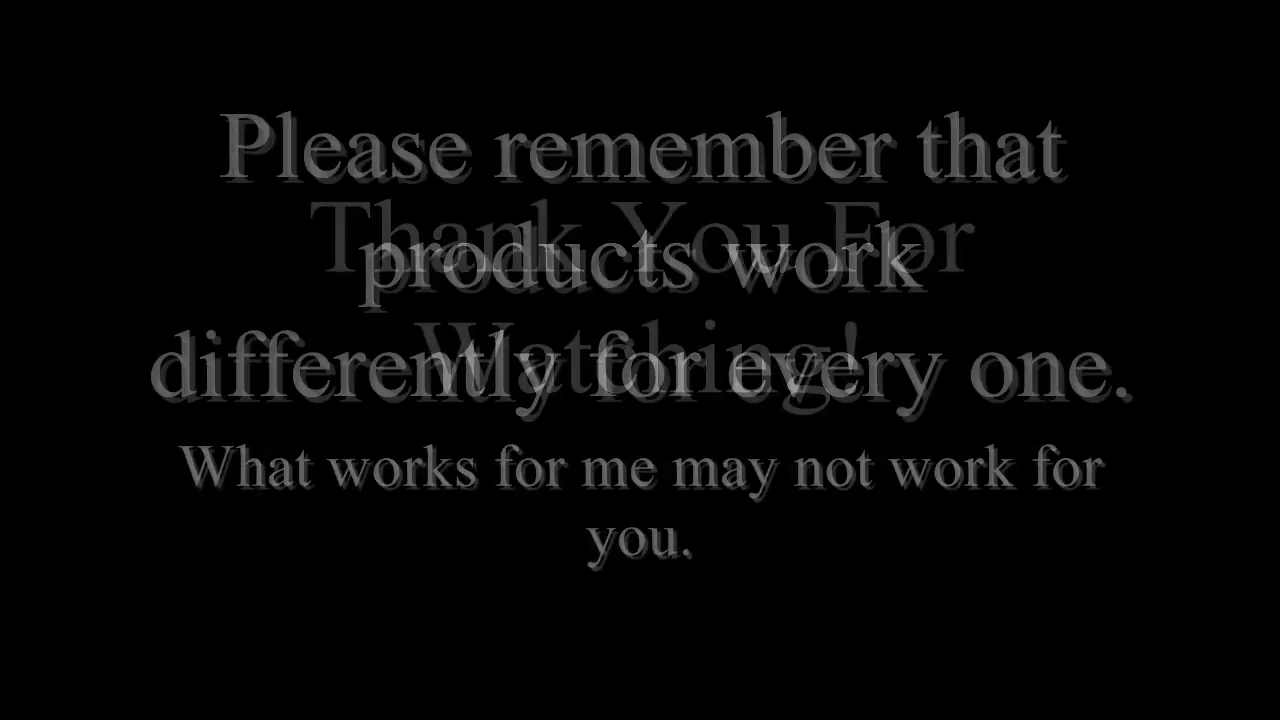 Please remember that
Thank You For
products work
Watching!
differently for every one.
What works for me may not work for
you.